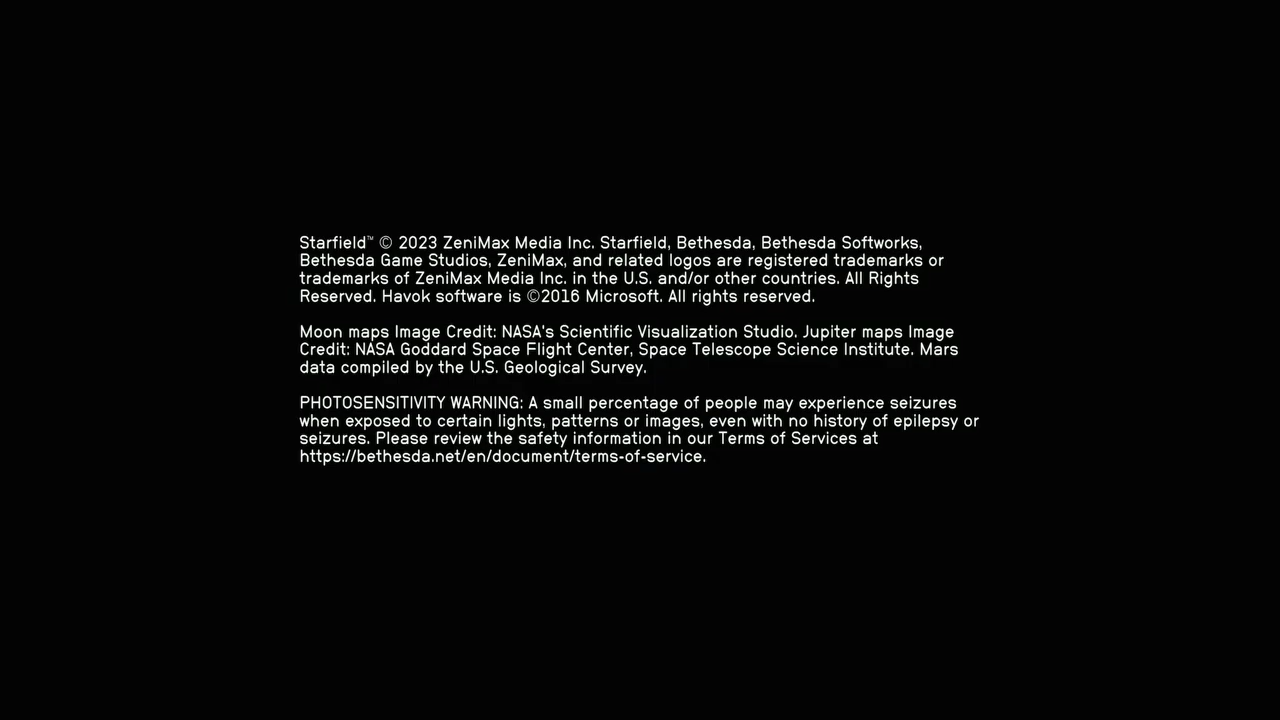 Starfield™ © 2023 ZeniMax Media Inc. Starfield, Bethesda, Bethesda Softworks,
Bethesda Game Studios, ZeniMax, and related logos are registered trademarks or
trademarks of ZeniMax Media Inc. in the U.S. and/or other countries. All Rights
Reserved. Havok software is ©2016 Microsoft. All rights reserved.
Moon maps Image Credit: NASA's Scientific Visualization Studio. Jupiter maps Image
Credit: NASA Goddard Space Flight Center, Space Telescope Science Institute. Mars
data compiled by the U.S. Geological Survey.
PHOTOSENSITIVITY WARNING: A small percentage of people may experience seizures
when exposed to certain lights, patterns or images, even with no history of epilepsy or
seizures. Please review the safety information in our Terms of Services at
https://bethesda.net/en/document/terms-of-service.